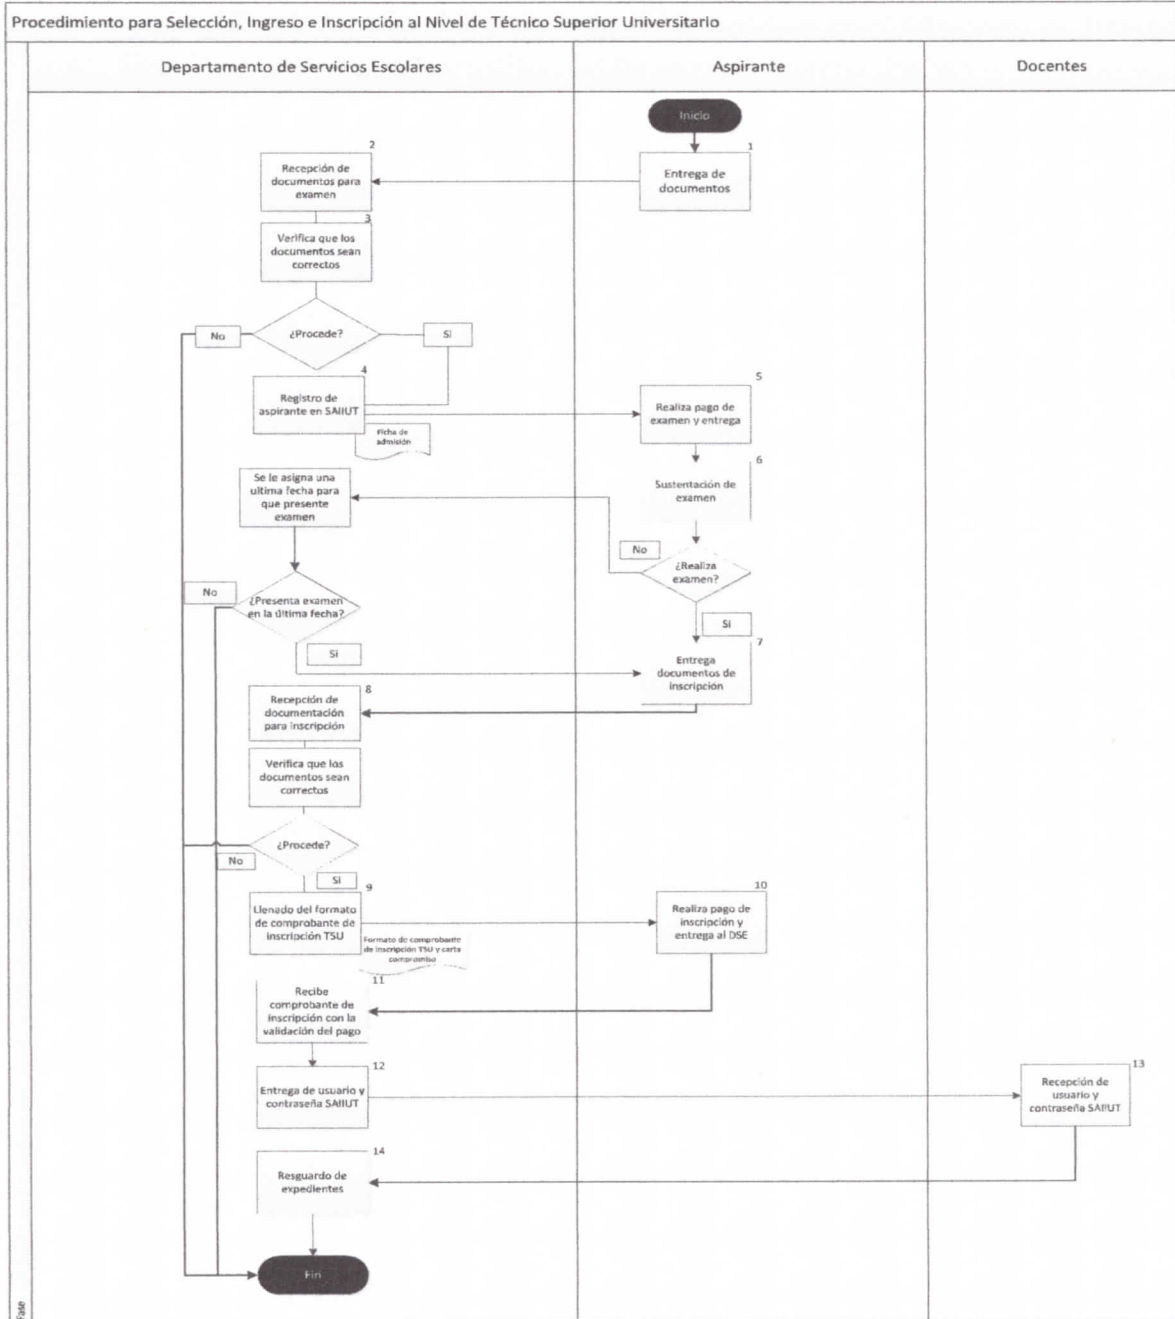 Procedimiento para Selección, Ingreso e Inscripción al Nivel de Técnico Superior Universitario
Departamento de Servicios Escolares
Aspirante
Docentes
Inicio
1
Entrega de
documentos
2
Recepción de
documentos para
examen
3
Verifica que los
documentos sean
correctos
¿Procede?
No
Si
4
Registro de
aspirante en SAIIUT
Ficha de
admisión
5
Realiza pago de
examen y entrega
6
Sustentación de
examen
¿Realiza
examen?
No
Si
Se le asigna una
ultima fecha para
que presente
examen
¿Presenta examen
en la última fecha?
No
Si
7
Entrega
documentos de
inscripción
8
Recepción de
documentación
para inscripción
Verifica que los
documentos sean
correctos
¿Procede?
No
Si
9
Llenado del formato
de comprobante de
inscripción TSU
Formato de comprobante
de inscripción TSU y carta
compromiso
10
Realiza pago de
inscripción y
entrega al DSE
11
Recibe
comprobante de
inscripción con la
validación del pago
12
Entrega de usuario y
contraseña SAIIUT
13
Recepción de
usuario y
contraseña SAIIUT
14
Resguardo de
expedientes
Fin
Fase